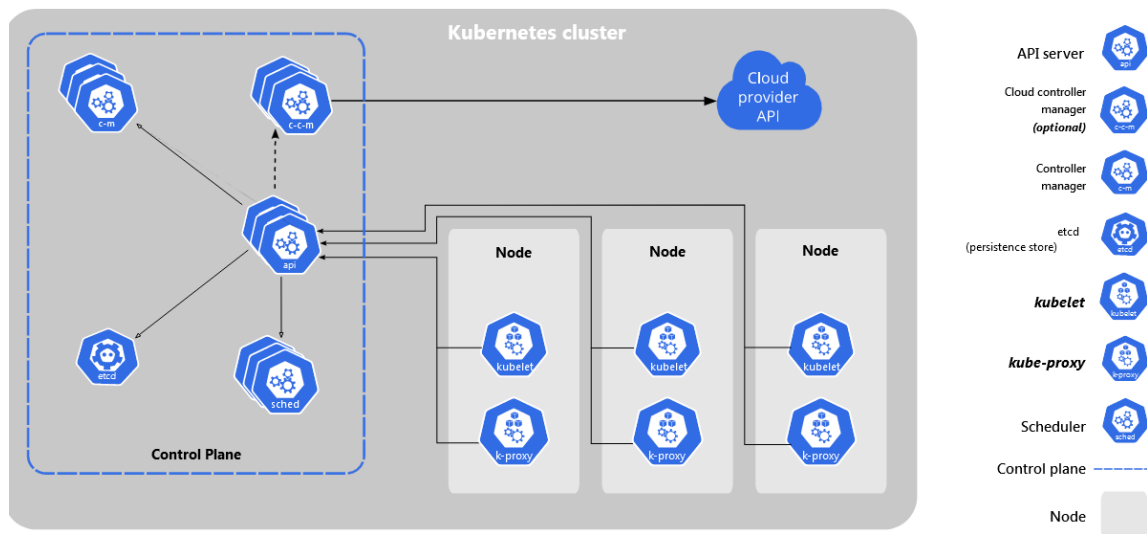 Kubernetes cluster
c-m
c-c-m
Cloud
provider
API
api
etcd
sched
Control Plane
Node
kubelet
k-proxy
Node
kubelet
k-proxy
Node
kubelet
k-proxy
API server
api
Cloud controller
manager
(optional)
c-c-m
Controller
manager
c-m
etcd
(persistence store)
etcd
kubelet
kubelet
kube-proxy
k-proxy
Scheduler
sched
Control plane
Node